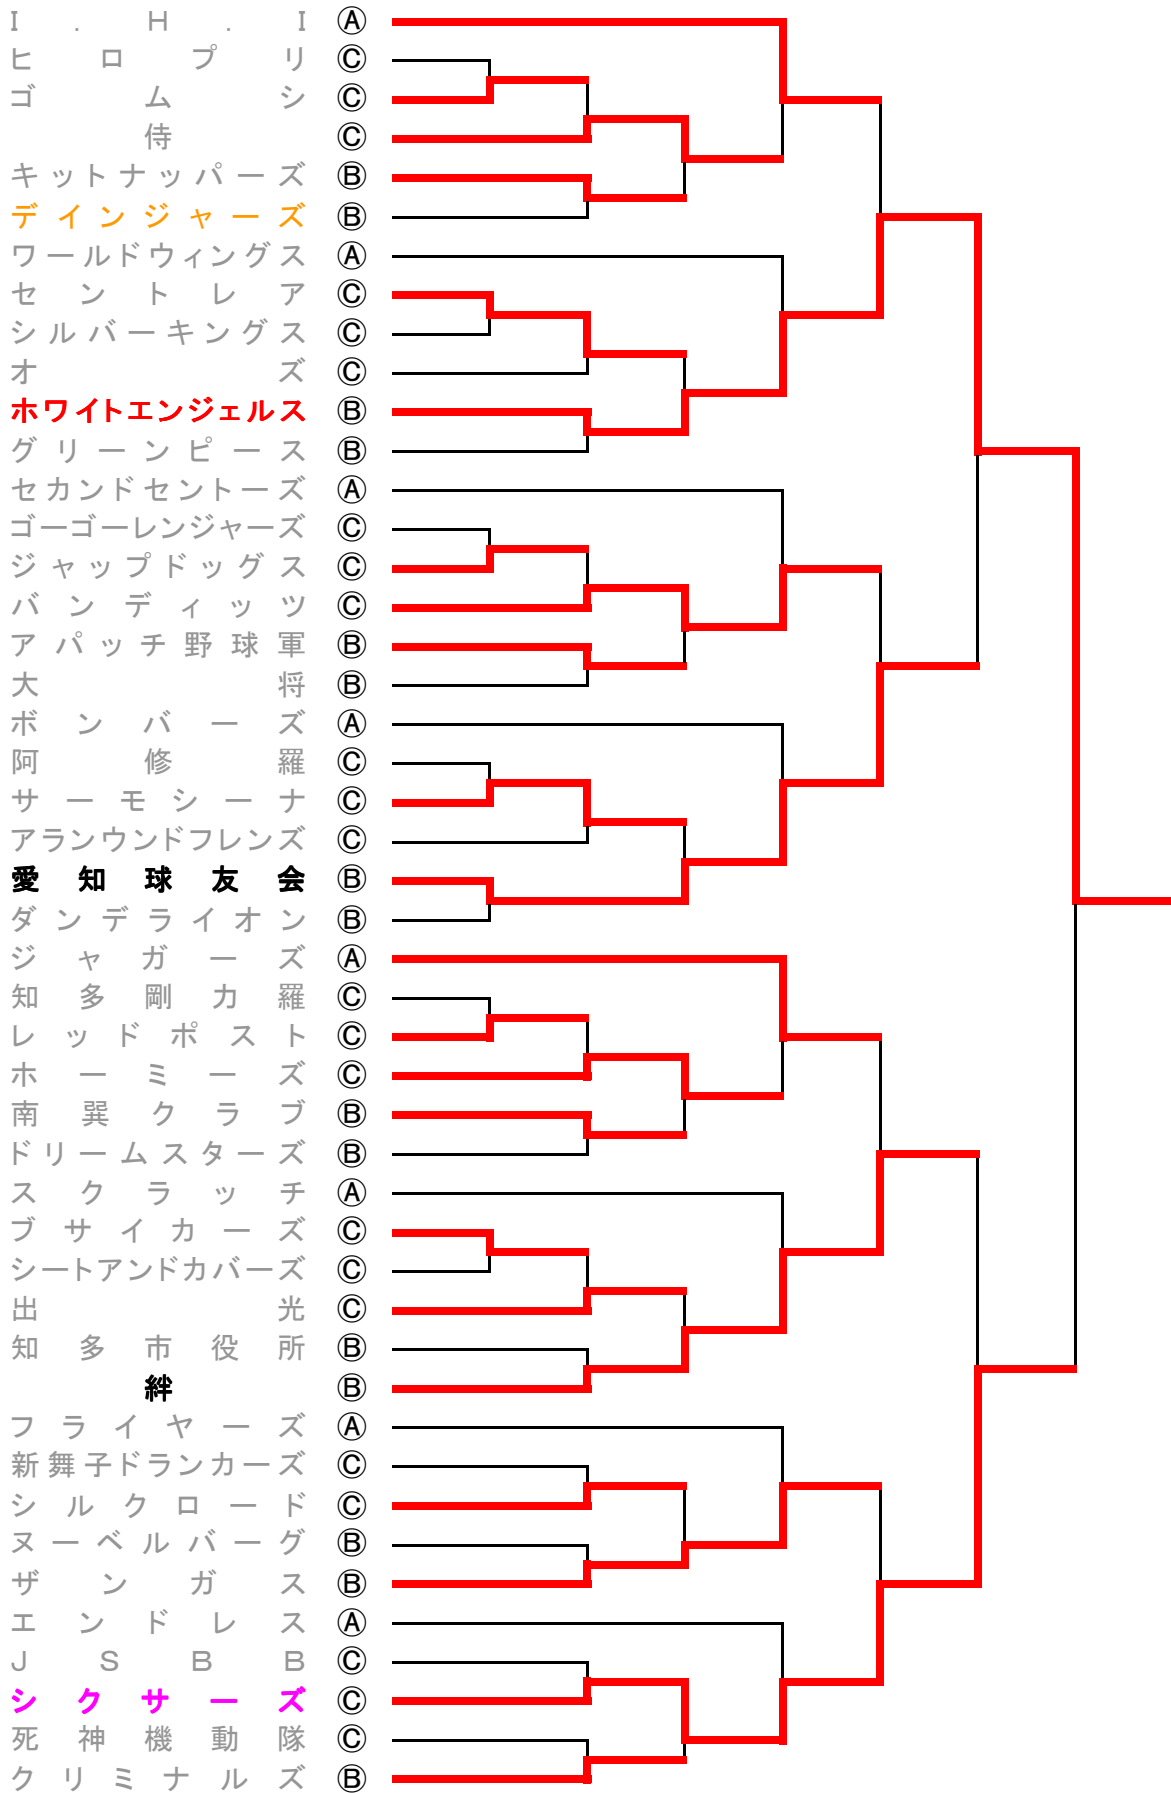 I.H.I Ⓐ
ヒロプリ Ⓒ
ゴムシ Ⓒ
侍 Ⓒ
キットナッパーズ Ⓑ
デインジャーズ Ⓑ
ワールドウィングス Ⓐ
セントレア Ⓒ
シルバーキングス Ⓒ
オズ Ⓒ
ホワイトエンジェルス Ⓑ
グリーンピース Ⓑ
セカンドセントーズ Ⓐ
ゴーゴーレンジャーズ Ⓒ
ジャップドッグス Ⓒ
バンディッツ Ⓒ
アパッチ野球軍 Ⓑ
大将 Ⓑ
ボンバーズ Ⓐ
阿修羅 Ⓒ
サーモシーナ Ⓒ
アランウンドフレンズ Ⓒ
愛知球友会 Ⓑ
ダンデライオン Ⓑ
ジャガーズ Ⓐ
知多剛力羅 Ⓒ
レッドポスト Ⓒ
ホーミーズ Ⓒ
南巽クラブ Ⓑ
ドリームスターズ Ⓑ
スクラッチ Ⓐ
ブサイカーズ Ⓒ
シートアンドカバーズ Ⓒ
出光 Ⓒ
知多市役所 Ⓑ
絆 Ⓑ
フライヤーズ Ⓐ
新舞子ドランカーズ Ⓒ
シルクロード Ⓒ
ヌーベルバーグ Ⓑ
ザンガス Ⓑ
エンドレス Ⓐ
JSBB Ⓒ
シクサーズ Ⓒ
死神機動隊 Ⓒ
クリミナルズ Ⓑ